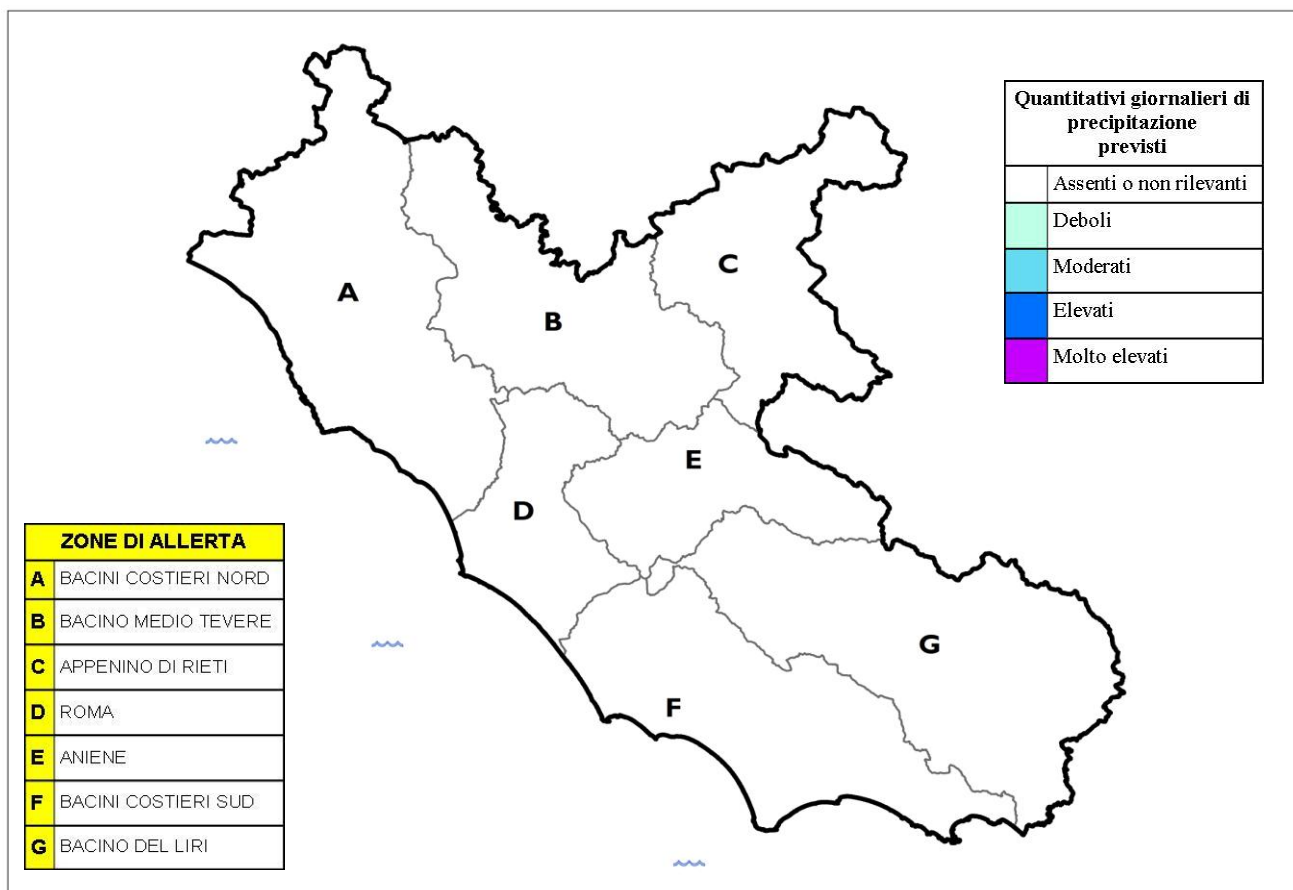 Quantitativi giornalieri di
precipitazione
previsti
Assenti o non rilevanti
Deboli
Moderati
Elevati
Molto elevati
A
B
C
D
E
F
G
ZONE DI ALLERTA
A BACINI COSTIERI NORD
B BACINO MEDIO TEVERE
C APPENINO DI RIETI
D ROMA
E ANIENE
F BACINI COSTIERI SUD
G BACINO DEL LIRI